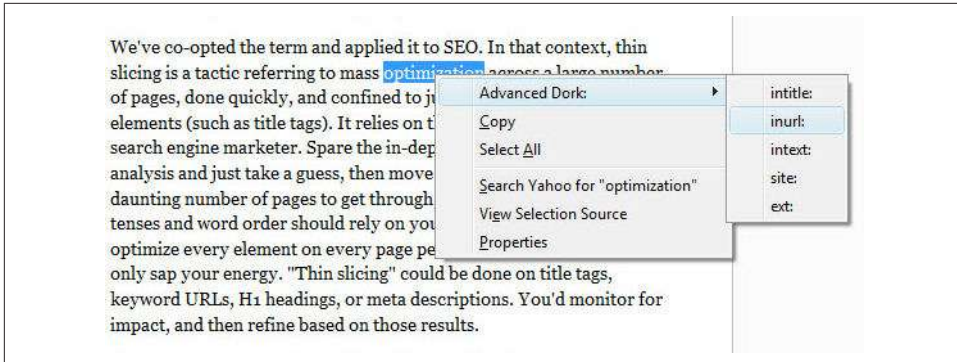 We've co-opted the term and applied it to SEO. In that context, thin
slicing is a tactic referring to mass optimization across a large number
of pages, done quickly, and confined to
elements (such as title tags). It relies on
search engine marketer. Spare the
analysis and just take a guess, then move
daunting number of pages to get through
tenses and word order should rely on
optimize every element on every page
only sap your energy. "Thin slicing" could be done on title tags,
keyword URLs, H1 headings, or meta descriptions. You'd monitor for
impact, and then refine based on those results.
Advanced Dork:
Copy
Select All
Search Yahoo for "optimization"
View Selection Source
Properties
intitle:
inurl:
intext:
site:
ext: